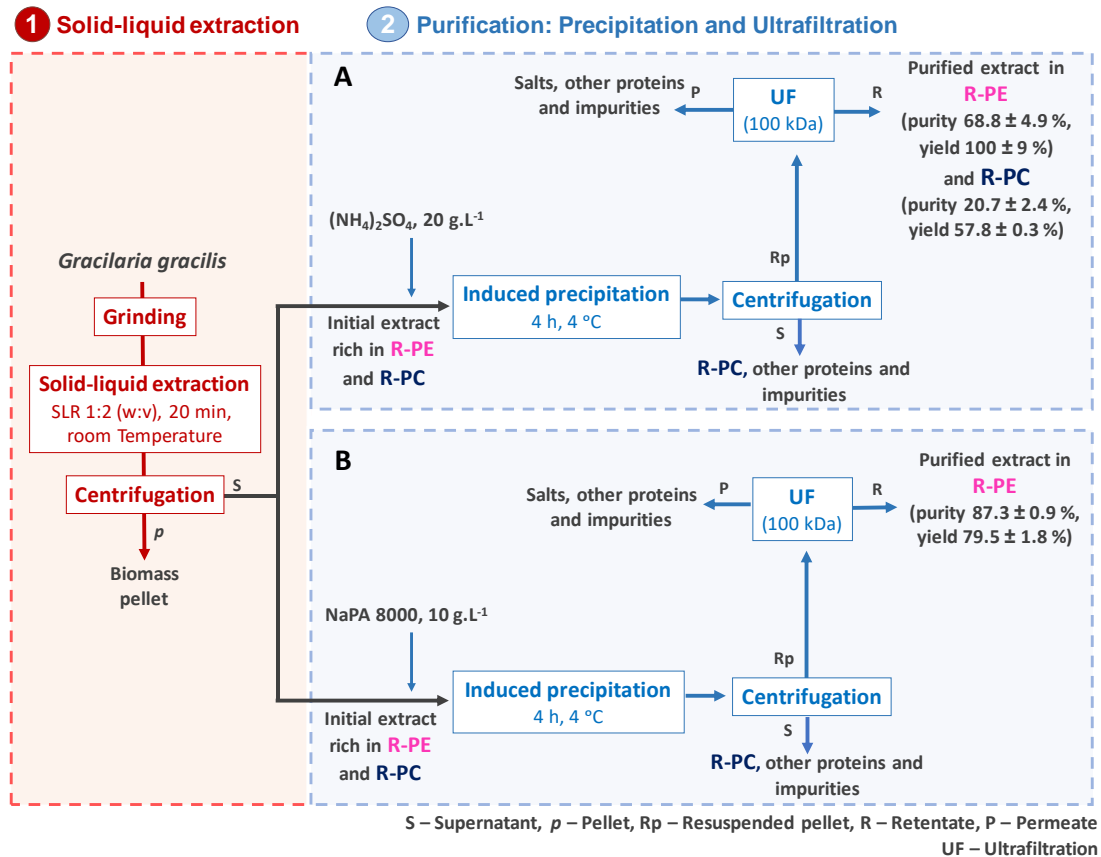 1 Solid-liquid extraction
2 Purification: Precipitation and Ultrafiltration
Gracilaria gracilis
Grinding
Solid-liquid extraction
SLR 1:2 (w:v), 20 min,
room Temperature
Centrifugation
S
p
Biomass
pellet
A
(NH₄)₂SO₄, 20 g.L⁻¹
Initial extract
rich in R-PE
and R-PC
Induced precipitation
4 h, 4 °C
Centrifugation
S
R-PC, other proteins and
impurities
Rp
UF
(100 kDa)
P
Salts, other proteins
and impurities
R
Purified extract in
R-PE
(purity 68.8 ± 4.9 %,
yield 100 ± 9 %)
and R-PC
(purity 20.7 ± 2.4 %,
yield 57.8 ± 0.3 %)
B
NaPA 8000, 10 g.L⁻¹
Initial extract
rich in R-PE
and R-PC
Induced precipitation
4 h, 4 °C
Centrifugation
S
R-PC, other proteins and
impurities
Rp
UF
(100 kDa)
P
Salts, other proteins
and impurities
R
Purified extract in
R-PE
(purity 87.3 ± 0.9 %,
yield 79.5 ± 1.8 %)
S – Supernatant, p – Pellet, Rp – Resuspended pellet, R – Retentate, P – Permeate
UF – Ultrafiltration